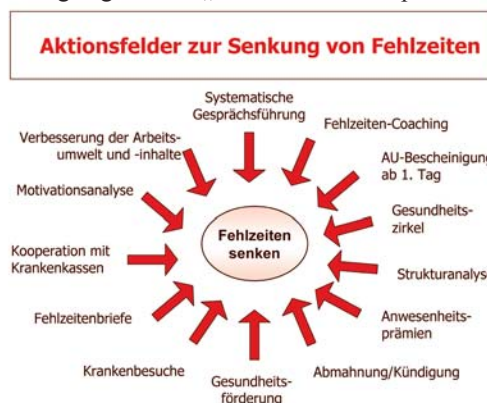 Aktionsfelder zur Senkung von Fehlzeiten
Systematische
Gesprächsführung
Fehlzeiten-Coaching
AU-Bescheinigung
ab 1. Tag
Gesundheits-
zirkel
Strukturanalyse
Anwesenheits-
prämien
Abmahnung/Kündigung
Gesundheits-
förderung
Krankenbesuche
Fehlzeitenbriefe
Kooperation mit
Krankenkassen
Motivationsanalyse
Verbesserung der Arbeits-
umwelt und -inhalte
Fehlzeiten
senken